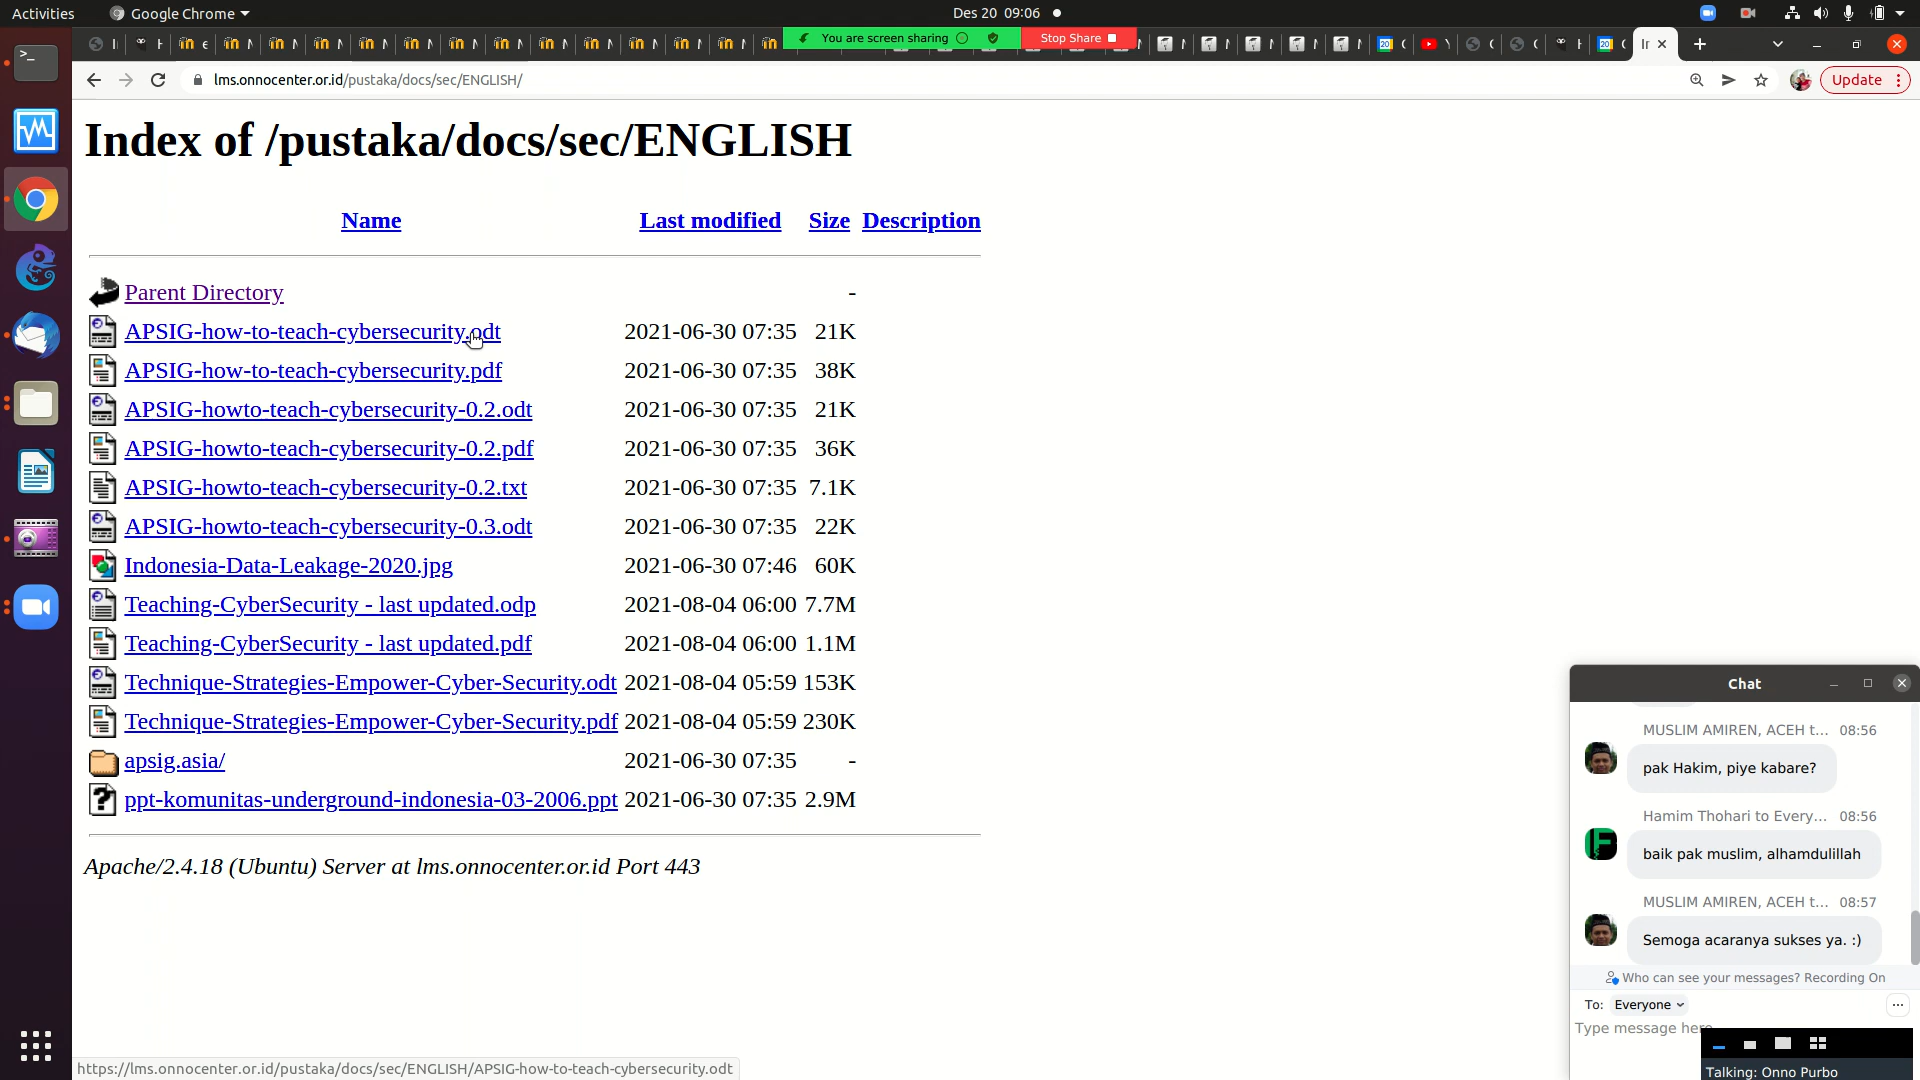 Activities
Google Chrome
Des 20 09:06
You are screen sharing
Stop Share
lms.onnocenter.or.id/pustaka/docs/sec/ENGLISH/
Update
Index of /pustaka/docs/sec/ENGLISH
Name Last modified Size Description
Parent Directory -
APSIG-how-to-teach-cybersecurity.odt 2021-06-30 07:35 21K
APSIG-how-to-teach-cybersecurity.pdf 2021-06-30 07:35 38K
APSIG-howto-teach-cybersecurity-0.2.odt 2021-06-30 07:35 21K
APSIG-howto-teach-cybersecurity-0.2.pdf 2021-06-30 07:35 36K
APSIG-howto-teach-cybersecurity-0.2.txt 2021-06-30 07:35 7.1K
APSIG-howto-teach-cybersecurity-0.3.odt 2021-06-30 07:35 22K
Indonesia-Data-Leakage-2020.jpg 2021-06-30 07:46 60K
Teaching-CyberSecurity - last updated.odp 2021-08-04 06:00 7.7M
Teaching-CyberSecurity - last updated.pdf 2021-08-04 06:00 1.1M
Technique-Strategies-Empower-Cyber-Security.odt 2021-08-04 05:59 153K
Technique-Strategies-Empower-Cyber-Security.pdf 2021-08-04 05:59 230K
apsig.asia/ 2021-06-30 07:35 -
ppt-komunitas-underground-indonesia-03-2006.ppt 2021-06-30 07:35 2.9M
Apache/2.4.18 (Ubuntu) Server at lms.onnocenter.or.id Port 443
https://lms.onnocenter.or.id/pustaka/docs/sec/ENGLISH/APSIG-how-to-teach-cybersecurity.odt
Chat
MUSLIM AMIREN, ACEH t... 08:56
pak Hakim, piye kabare?
Hamim Thohari to Every... 08:56
baik pak muslim, alhamdulillah
MUSLIM AMIREN, ACEH t... 08:57
Semoga acaranya sukses ya. :)
Who can see your messages? Recording On
To: Everyone
Type message here
Talking: Onno Purbo